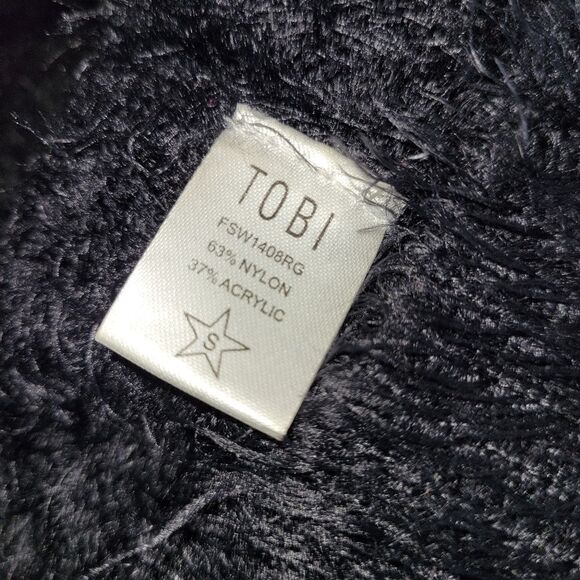 TOBI
FSW1408RG
63% NYLON
37% ACRYLIC
S